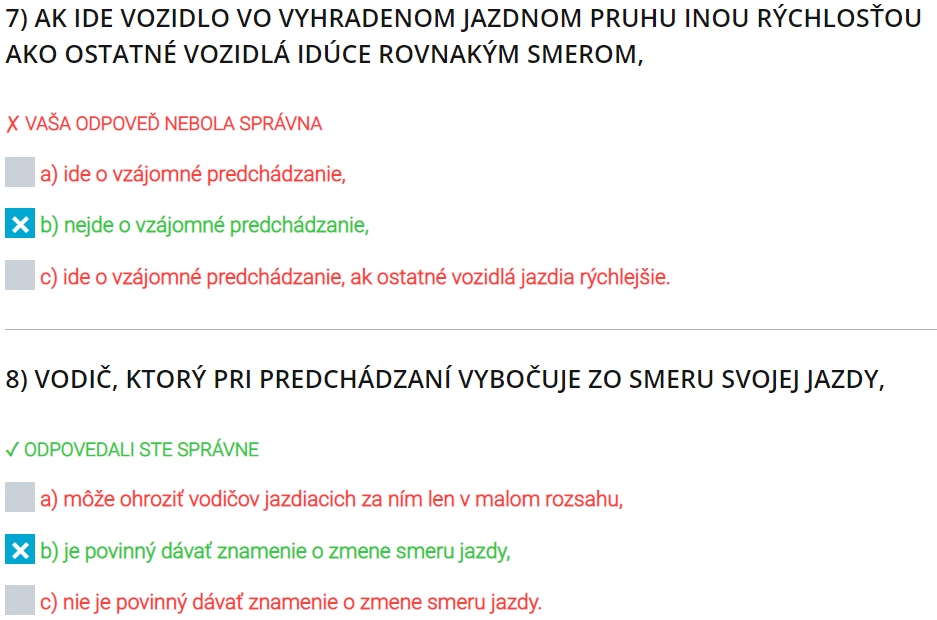 7) AK IDE VOZIDLO VO VYHRADENOM JAZDNOM PRUHU INOU RÝCHLOSŤOU
AKO OSTATNÉ VOZIDLÁ IDÚCE ROVNAKÝM SMEROM,
✗ VAŠA ODPOVEĎ NEBOLA SPRÁVNA
a) ide o vzájomné predchádzanie,
b) nejde o vzájomné predchádzanie,
c) ide o vzájomné predchádzanie, ak ostatné vozidlá jazdia rýchlejšie.
8) VODIČ, KTORÝ PRI PREDCHÁDZANÍ VYBOČUJE ZO SMERU SVOJEJ JAZDY,
✓ ODPOVEDALI STE SPRÁVNE
a) môže ohroziť vodičov jazdiacich za ním len v malom rozsahu,
b) je povinný dávať znamenie o zmene smeru jazdy,
c) nie je povinný dávať znamenie o zmene smeru jazdy.